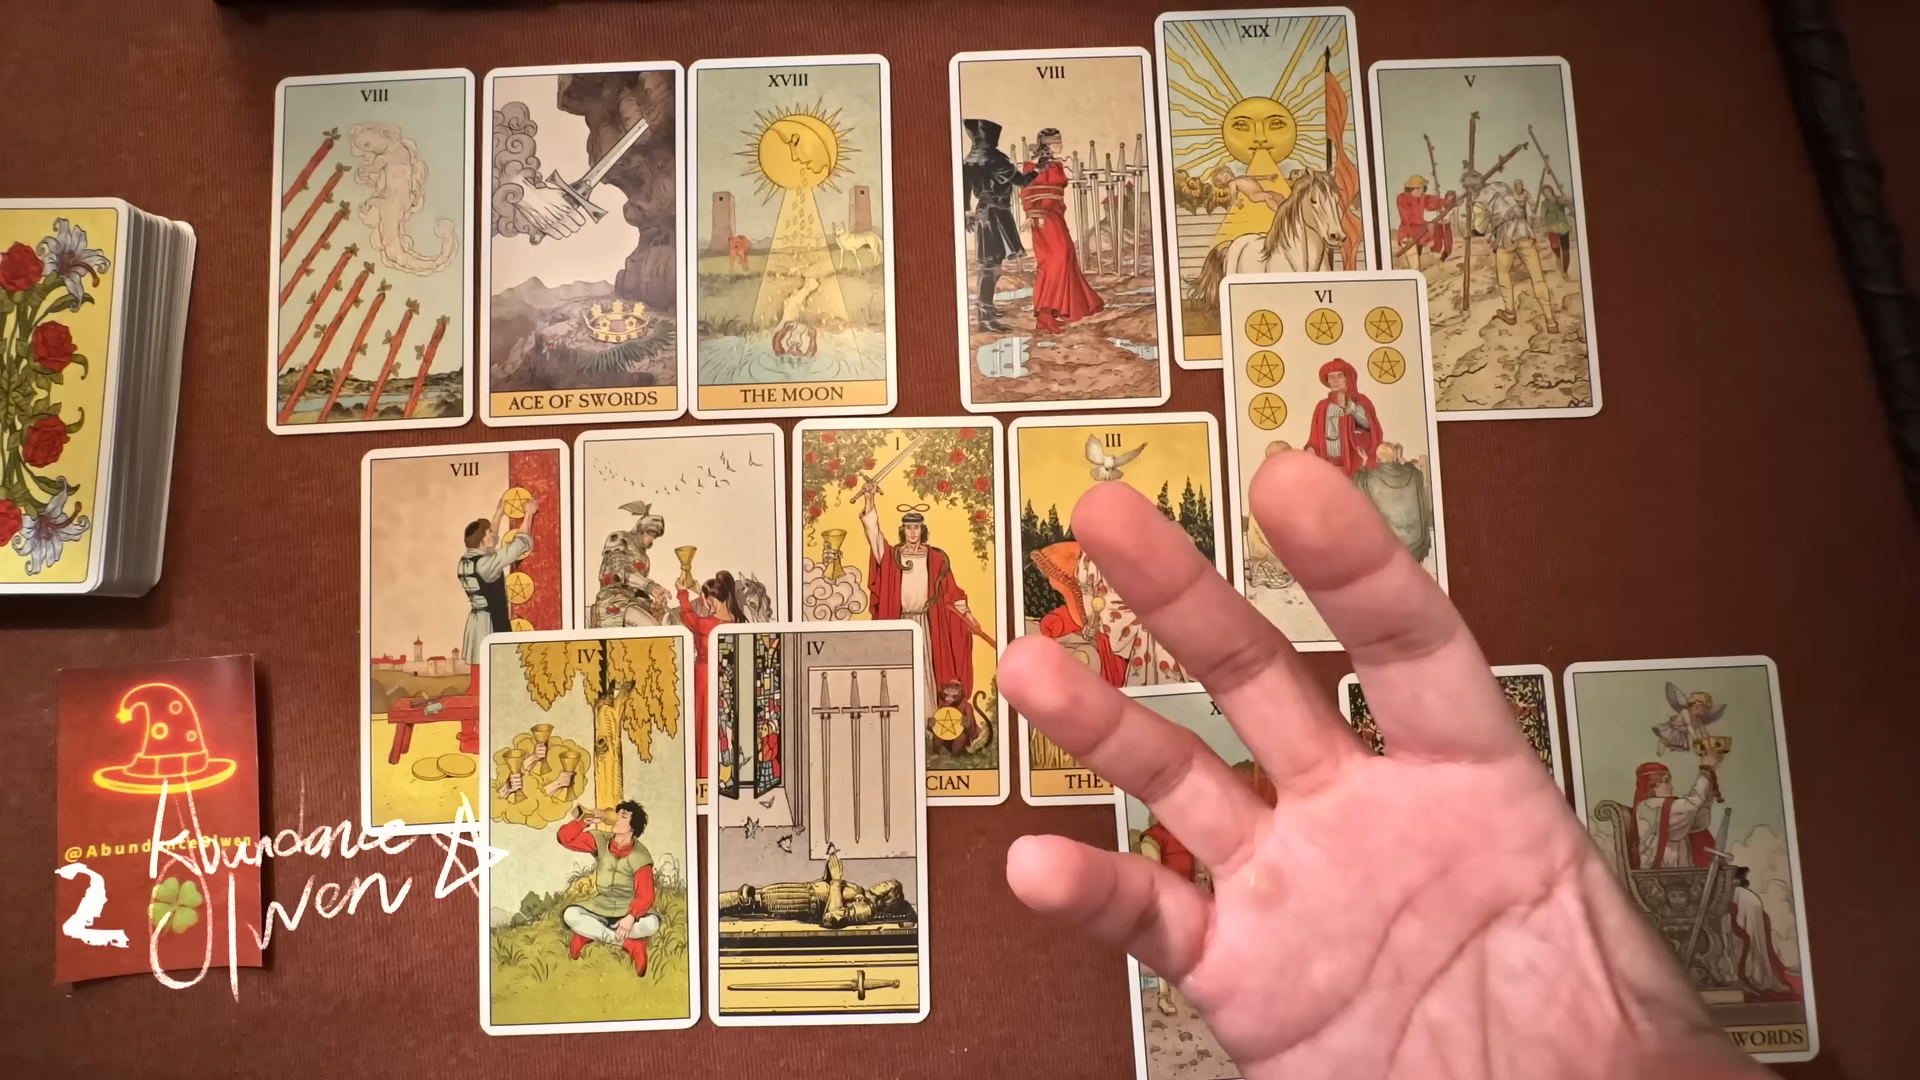 XIX
VIII
XVIII
VIII
V
VIII
ACE OF SWORDS
THE MOON
VI
VIII
I
III
IV
IV
CIAN
THE
@AbundanceOlwen
Abundance
Olwen
2
WORDS